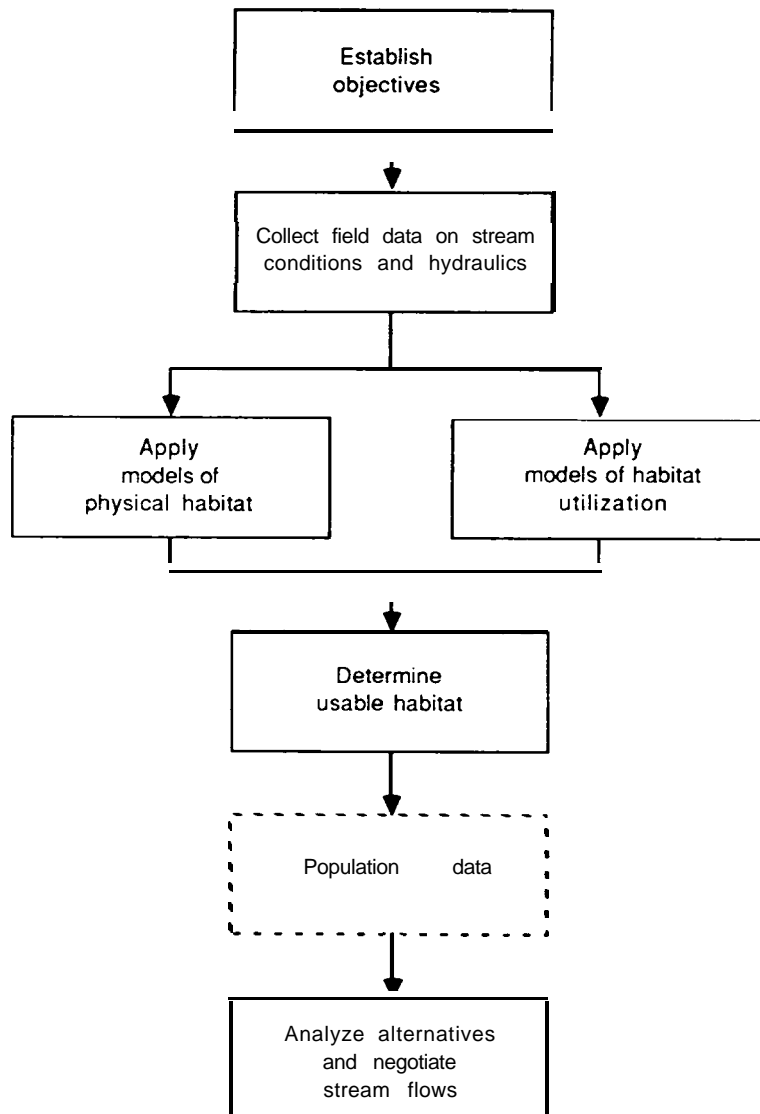 Establish
objectives
Collect field data on stream
conditions and hydraulics
Apply
models of
physical habitat
Apply
models of habitat
utilization
Determine
usable habitat
Population data
Analyze alternatives
and negotiate
stream flows